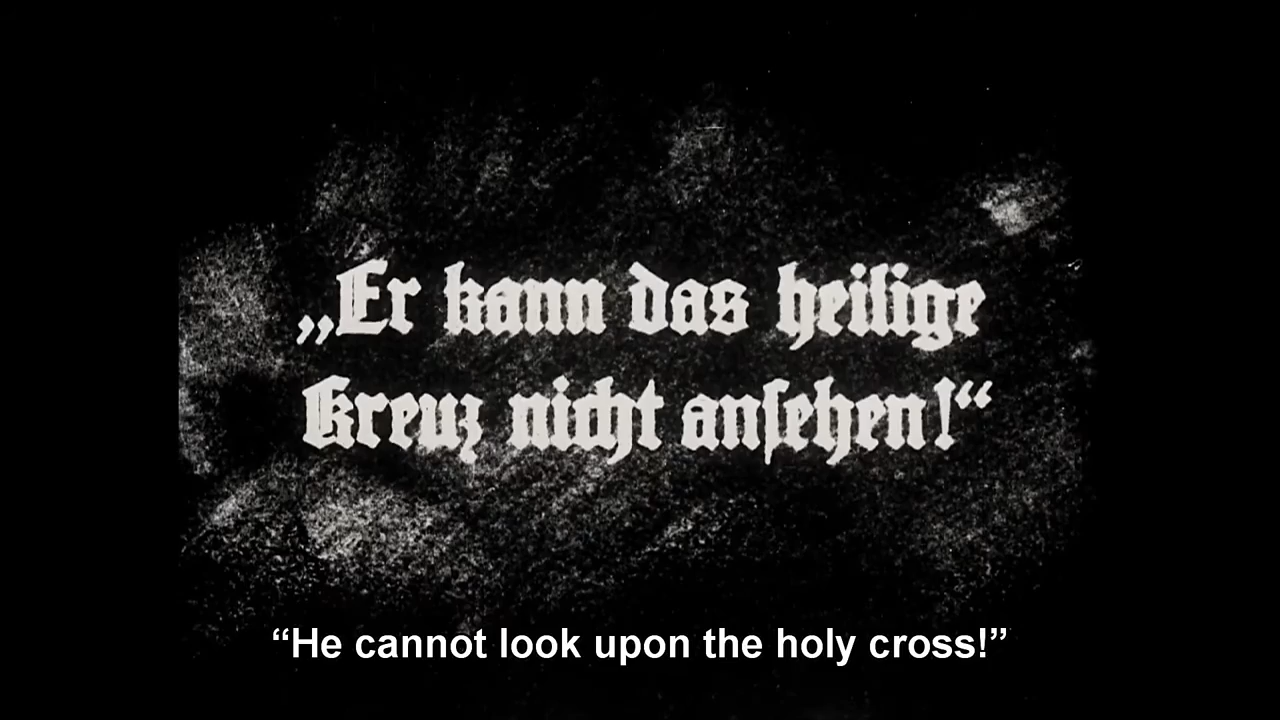 „Er kann das heilige
Kreuz nicht anſehen!“
“He cannot look upon the holy cross!”